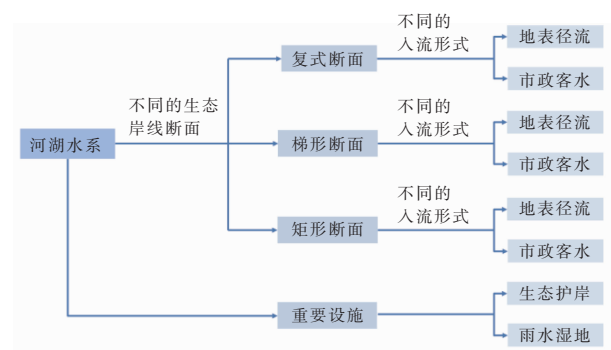 不同的
入流形式
地表径流
复式断面
市政客水
不同的生态
岸线断面
不同的
入流形式
地表径流
河湖水系
梯形断面
市政客水
不同的
入流形式
地表径流
矩形断面
市政客水
生态护岸
重要设施
雨水湿地